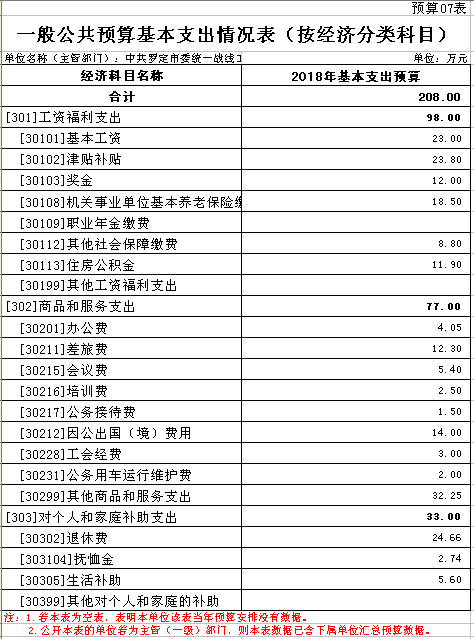 预算07表
一般公共预算基本支出情况表（按经济分类科目）
单位名称（主管部门）：中共罗定市委统一战线 单位：万元
经济科目名称 2018年基本支出预算
合计 208.00
[301]工资福利支出 98.00
[30101]基本工资 23.00
[30102]津贴补贴 23.80
[30103]奖金 12.00
[30108]机关事业单位基本养老保险缴 18.50
[30109]职业年金缴费
[30112]其他社会保障缴费 8.80
[30113]住房公积金 11.90
[30199]其他工资福利支出
[302]商品和服务支出 77.00
[30201]办公费 4.05
[30211]差旅费 12.30
[30215]会议费 5.40
[30216]培训费 2.50
[30217]公务接待费 1.50
[30212]因公出国（境）费用 14.00
[30228]工会经费 3.00
[30231]公务用车运行维护费 2.00
[30299]其他商品和服务支出 32.25
[303]对个人和家庭补助支出 33.00
[30302]退休费 24.66
[303104]抚恤金 2.74
[30305]生活补助 5.60
[30399]其他对个人和家庭的补助
注：1.若本表为空表，表明本单位该表当年预算安排没有数据。
2.公开本表的单位若为主管（一级）部门，则本表数据已含下属单位汇总预算数据。